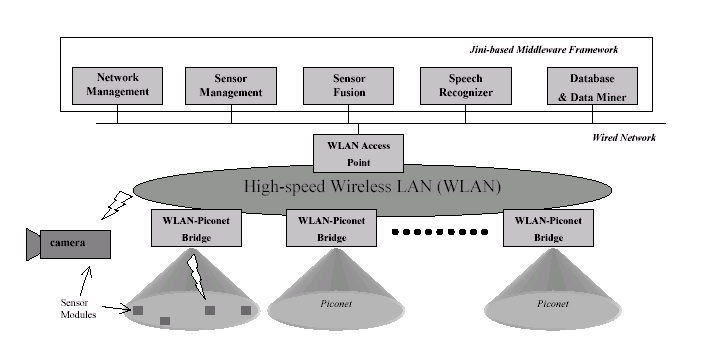 Jini-based Middleware Framework
Network
Management
Sensor
Management
Sensor
Fusion
Speech
Recognizer
Database
& Data Miner
Wired Network
WLAN Access
Point
High-speed Wireless LAN (WLAN)
WLAN-Piconet
Bridge
WLAN-Piconet
Bridge
WLAN-Piconet
Bridge
camera
Sensor
Modules
Piconet
Piconet